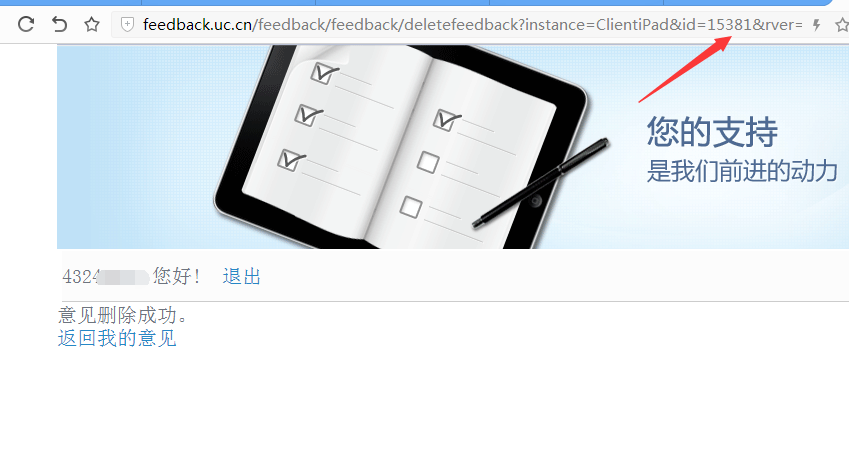 feedback.uc.cn/feedback/feedback/deletefeedback?instance=ClientiPad&id=15381&rver=
您的支持
是我们前进的动力
4324 您好! 退出
意见删除成功。
返回我的意见